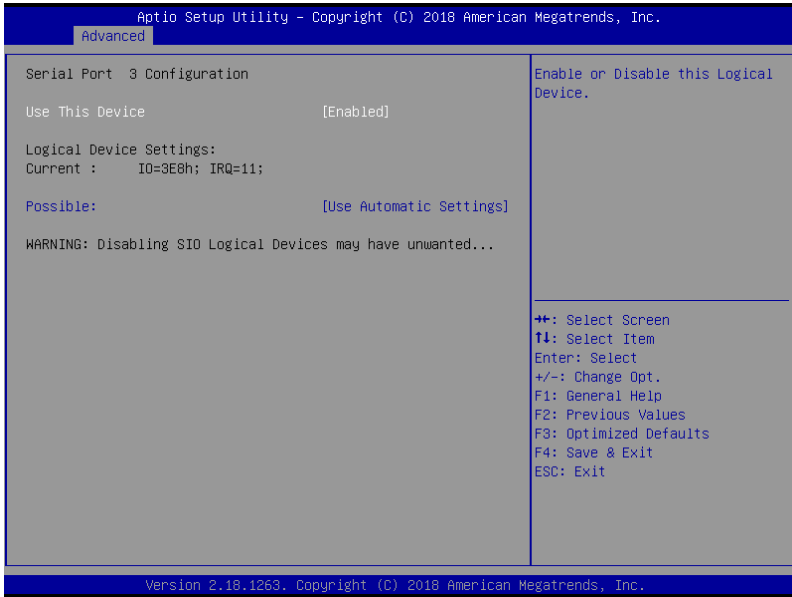 Aptio Setup Utility – Copyright (C) 2018 American Megatrends, Inc.
Advanced
Serial Port 3 Configuration
Use This Device [Enabled]
Logical Device Settings:
Current : IO=3E8h; IRQ=11;
Possible: [Use Automatic Settings]
WARNING: Disabling SIO Logical Devices may have unwanted...
Enable or Disable this Logical
Device.
→←: Select Screen
↑↓: Select Item
Enter: Select
+/-: Change Opt.
F1: General Help
F2: Previous Values
F3: Optimized Defaults
F4: Save & Exit
ESC: Exit
Version 2.18.1263. Copyright (C) 2018 American Megatrends, Inc.